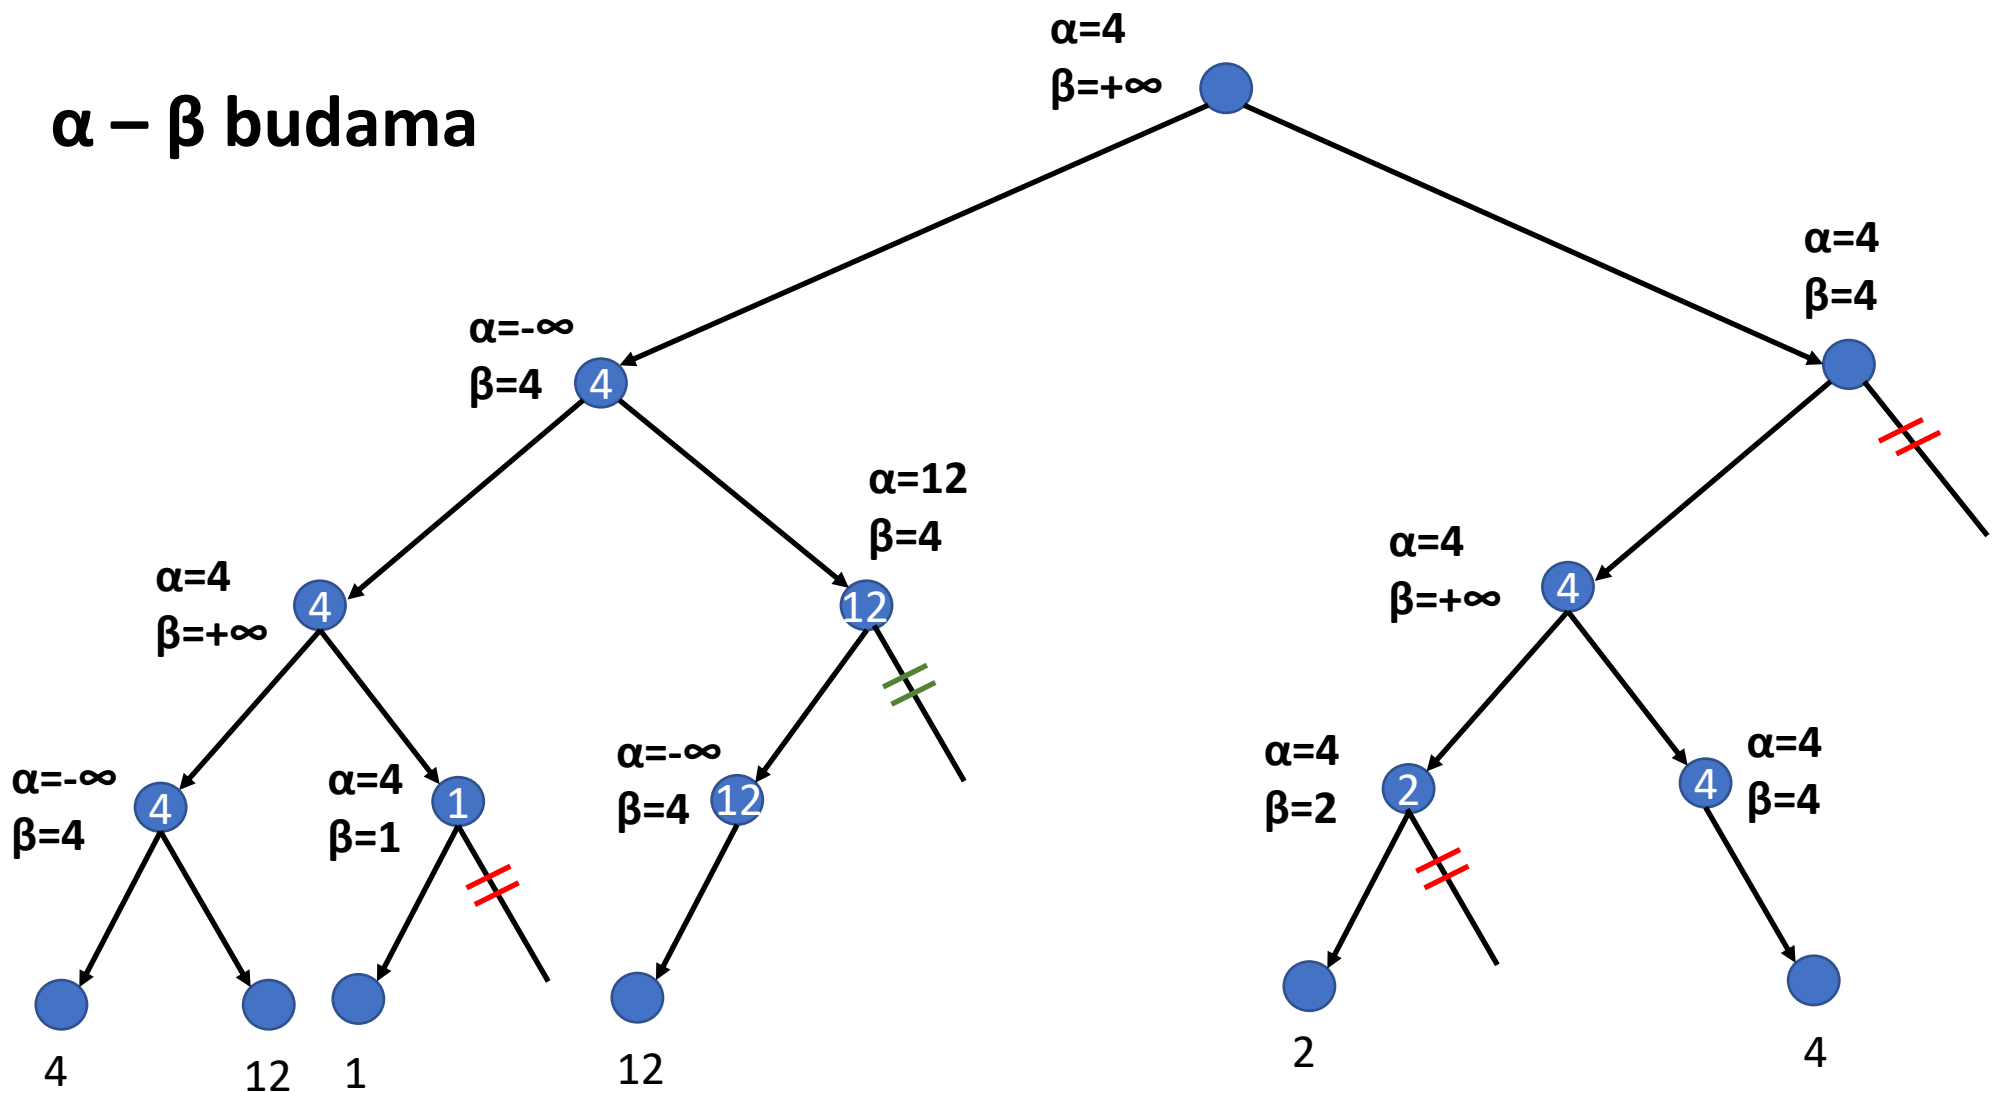 α – β budama
α=4
β=+∞
α=4
β=4
α=-∞
β=4
4
α=12
β=4
12
α=4
β=+∞
4
α=4
β=+∞
4
α=-∞
β=4
4
α=4
β=1
1
α=-∞
β=4
12
α=4
β=2
2
α=4
β=4
4
4
12
1
12
2
4